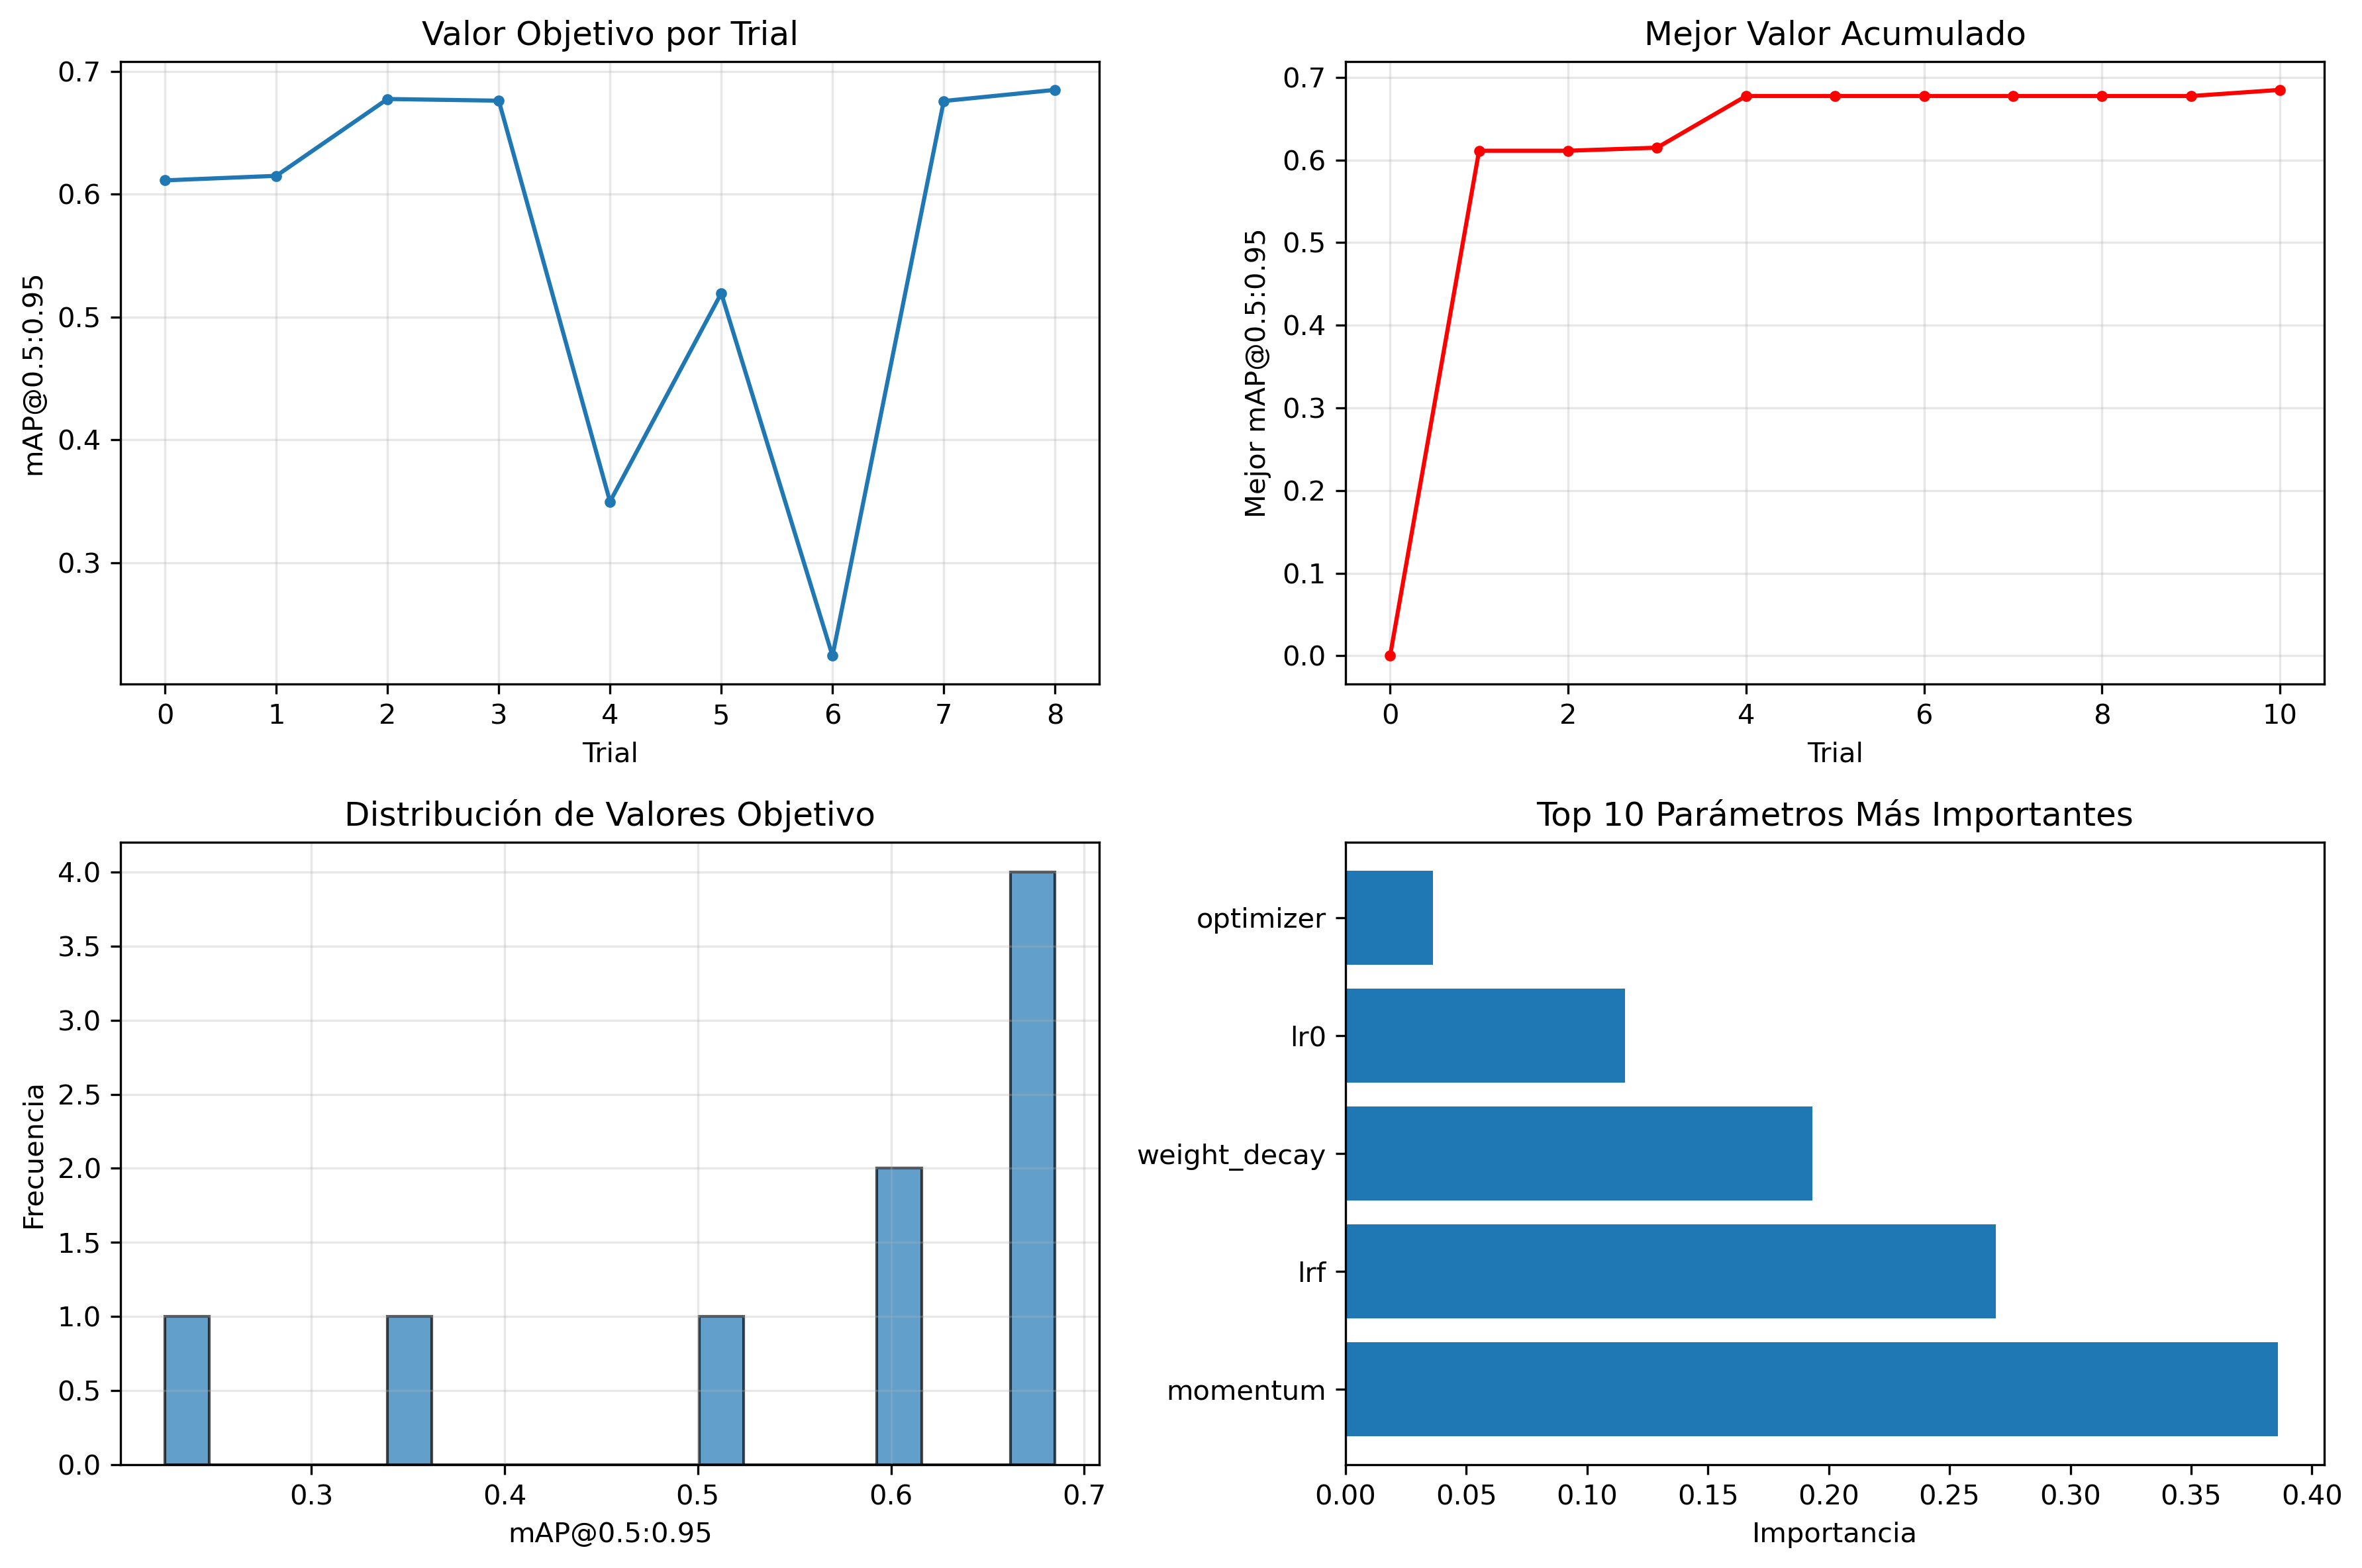 Valor Objetivo por Trial
mAP@0.5:0.95
0.7
0.6
0.5
0.4
0.3
0 1 2 3 4 5 6 7 8
Trial
Mejor Valor Acumulado
Mejor mAP@0.5:0.95
0.7
0.6
0.5
0.4
0.3
0.2
0.1
0.0
0 2 4 6 8 10
Trial
Distribución de Valores Objetivo
Frecuencia
4.0
3.5
3.0
2.5
2.0
1.5
1.0
0.5
0.0
0.3 0.4 0.5 0.6 0.7
mAP@0.5:0.95
Top 10 Parámetros Más Importantes
optimizer
lr0
weight_decay
lrf
momentum
0.00 0.05 0.10 0.15 0.20 0.25 0.30 0.35 0.40
Importancia